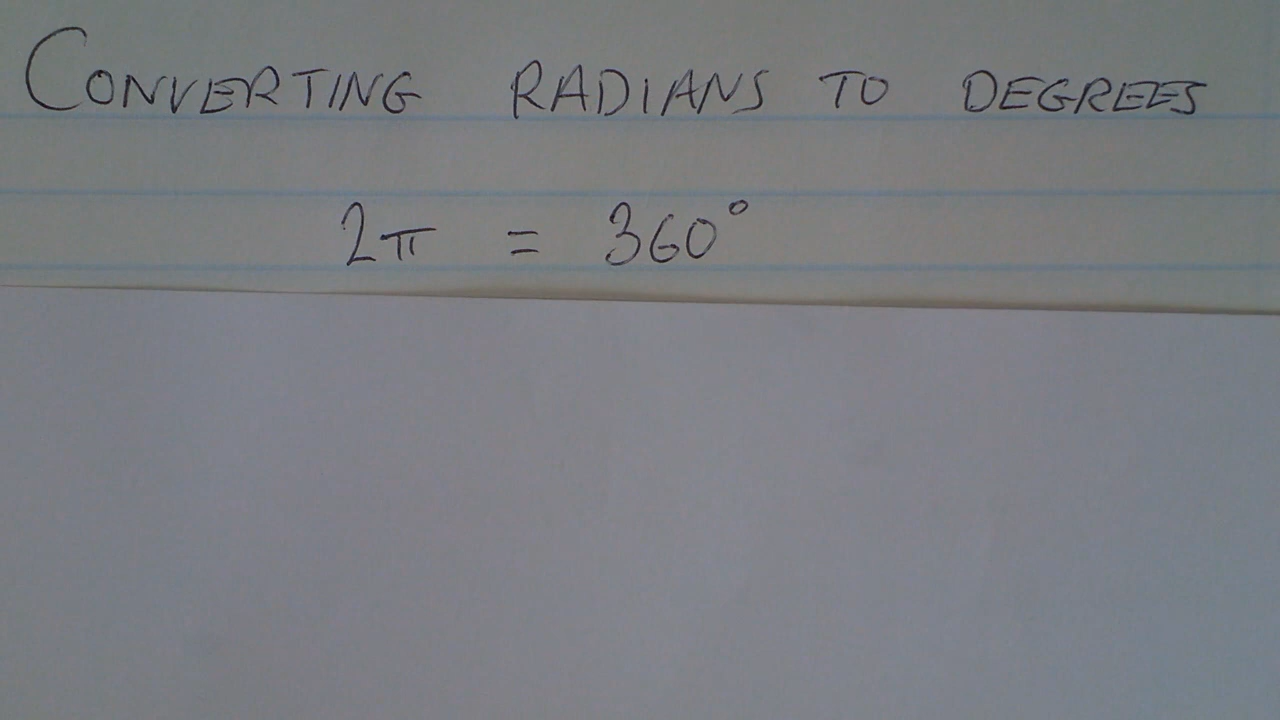 CONVERTING RADIANS TO DEGREES
2π = 360°